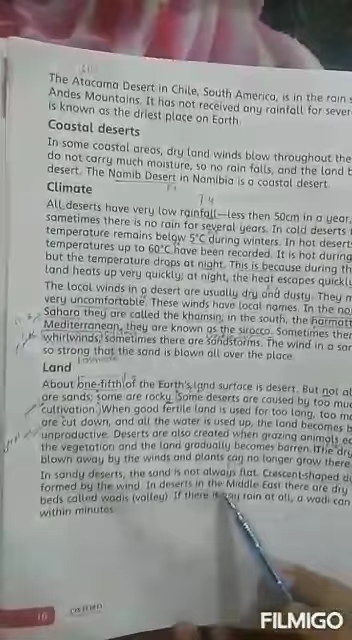 The Atacama Desert in Chile, South America, is in the rain
Andes Mountains. It has not received any rainfall for sever
is known as the driest place on Earth.
Coastal deserts
In some coastal areas, dry land winds blow throughout the
do not carry much moisture, so no rain falls, and the land b
desert. The Namib Desert in Namibia is a coastal desert.
Climate
All deserts have very low rainfall—less then 50cm in a year,
sometimes there is no rain for several years. In cold deserts
temperature remains below 5°C during winters. In hot desert
temperatures up to 60°C have been recorded. It is hot during
but the temperature drops at night. This is because during th
land heats up very quickly; at night, the heat escapes quickly
The local winds in a desert are usually dry and dusty. They m
very uncomfortable. These winds have local names. In the no
Sahara they are called the khamsin; in the south, the harmatt
Mediterranean, they are known as the sirocco. Sometimes ther
whirlwinds; sometimes there are sandstorms. The wind in a san
so strong that the sand is blown all over the place.
Land
About one-fifth of the Earth's land surface is desert. But not al
are sands; some are rocky. Some deserts are caused by too muc
cultivation. When good fertile land is used for too long, too ma
are cut down, and all the water is used up, the land becomes b
unproductive. Deserts are also created when grazing animals ea
the vegetation and the land gradually becomes barren. The dry
blown away by the winds and plants can no longer grow there
In sandy deserts, the sand is not always flat. Crescent-shaped du
formed by the wind. In deserts in the Middle East there are dry
beds called wadis (valley). If there is any rain at all, a wadi can
within minutes.
16
OXFORD
FILMIGO